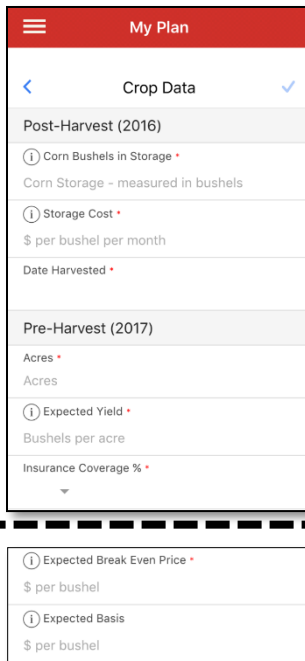 My Plan
Crop Data
Post-Harvest (2016)
i Corn Bushels in Storage *
Corn Storage - measured in bushels
i Storage Cost *
$ per bushel per month
Date Harvested *
Pre-Harvest (2017)
Acres *
Acres
i Expected Yield *
Bushels per acre
Insurance Coverage % *
i Expected Break Even Price *
$ per bushel
i Expected Basis
$ per bushel